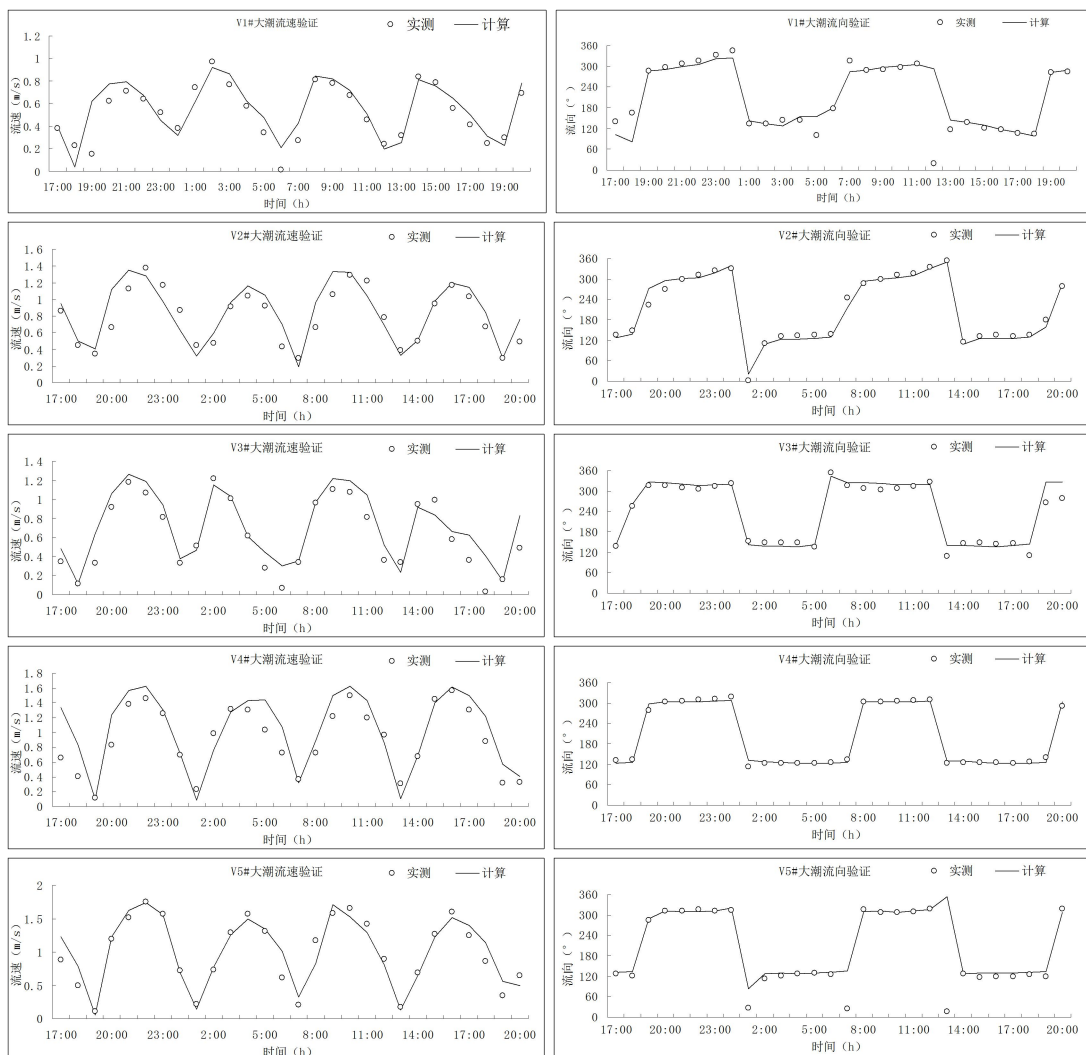 V1#大潮流速验证 实测 计算
1.2
1
0.8
0.6
0.4
0.2
0
流速（m/s）
17:00 19:00 21:00 23:00 1:00 3:00 5:00 7:00 9:00 11:00 13:00 15:00 17:00 19:00
时间（h）
V1#大潮流向验证 实测 计算
360
300
240
180
120
60
0
流向（°）
17:00 19:00 21:00 23:00 1:00 3:00 5:00 7:00 9:00 11:00 13:00 15:00 17:00 19:00
时间（h）
V2#大潮流速验证 实测 计算
1.6
1.4
1.2
1
0.8
0.6
0.4
0.2
0
流速（m/s）
17:00 20:00 23:00 2:00 5:00 8:00 11:00 14:00 17:00 20:00
时间（h）
V2#大潮流向验证 实测 计算
360
300
240
180
120
60
0
流向（°）
17:00 20:00 23:00 2:00 5:00 8:00 11:00 14:00 17:00 20:00
时间（h）
V3#大潮流速验证 实测 计算
1.4
1.2
1
0.8
0.6
0.4
0.2
0
流速（m/s）
17:00 20:00 23:00 2:00 5:00 8:00 11:00 14:00 17:00 20:00
时间（h）
V3#大潮流向验证 实测 计算
360
300
240
180
120
60
0
流向（°）
17:00 20:00 23:00 2:00 5:00 8:00 11:00 14:00 17:00 20:00
时间（h）
V4#大潮流速验证 实测 计算
1.8
1.6
1.4
1.2
1
0.8
0.6
0.4
0.2
0
流速（m/s）
17:00 20:00 23:00 2:00 5:00 8:00 11:00 14:00 17:00 20:00
时间（h）
V4#大潮流向验证 实测 计算
360
300
240
180
120
60
0
流向（°）
17:00 20:00 23:00 2:00 5:00 8:00 11:00 14:00 17:00 20:00
时间（h）
V5#大潮流速验证 实测 计算
2
1.5
1
0.5
0
流速（m/s）
17:00 20:00 23:00 2:00 5:00 8:00 11:00 14:00 17:00 20:00
时间（h）
V5#大潮流向验证 实测 计算
360
300
240
180
120
60
0
流向（°）
17:00 20:00 23:00 2:00 5:00 8:00 11:00 14:00 17:00 20:00
时间（h）